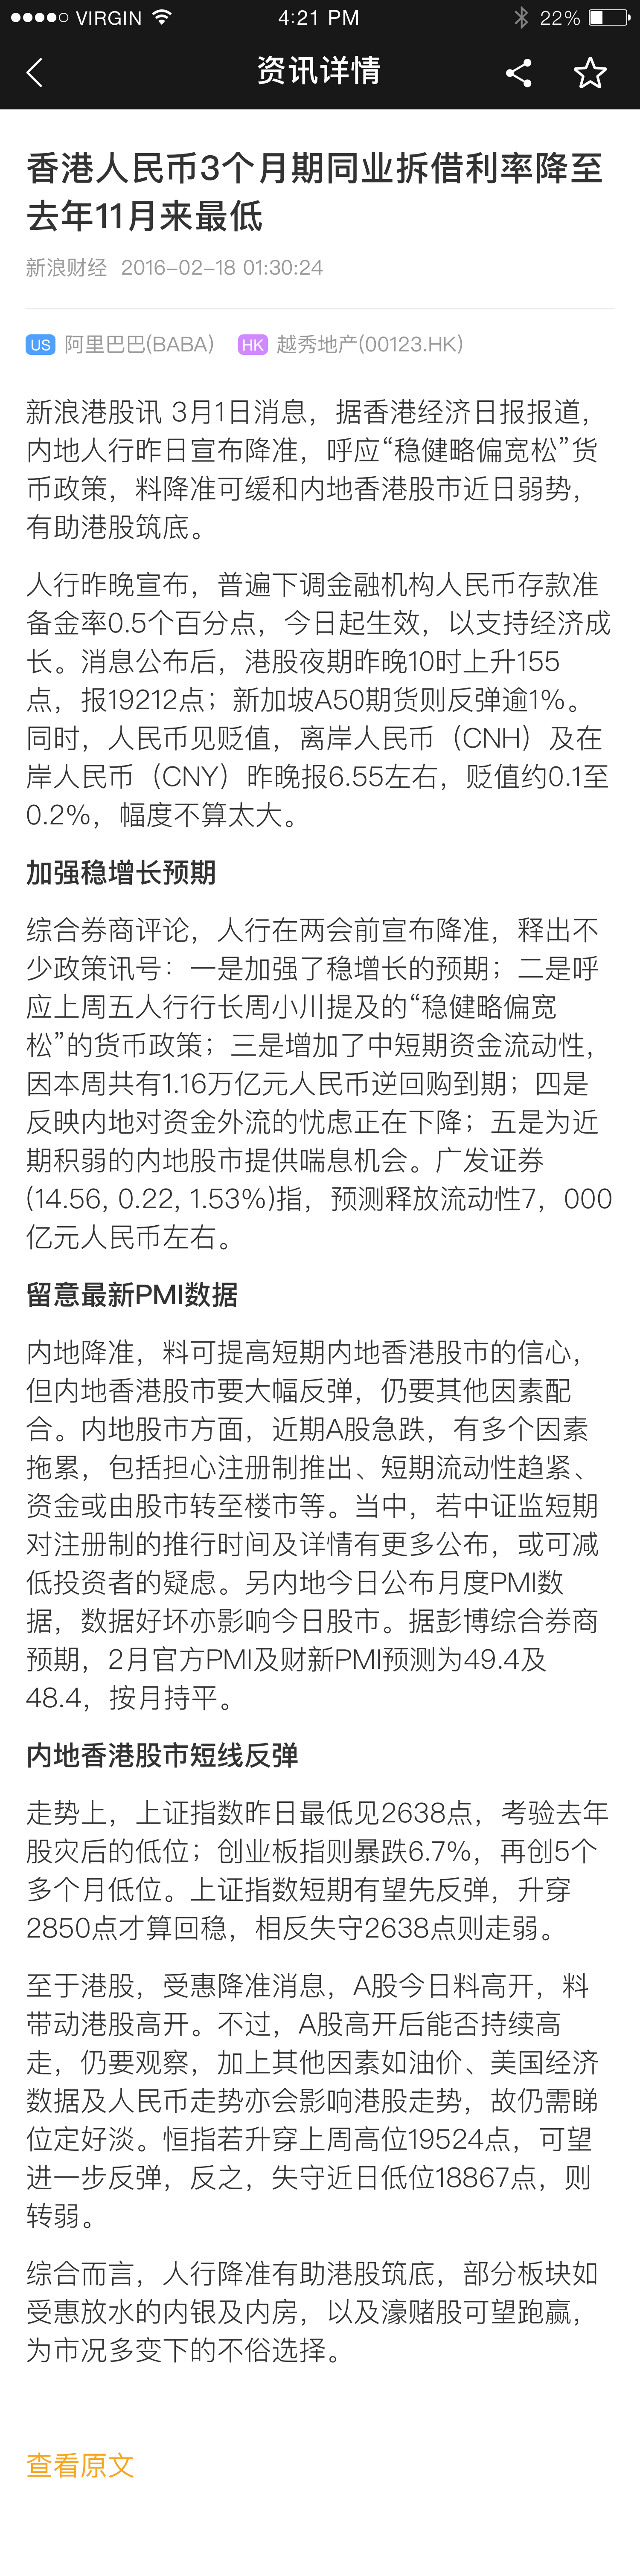 VIRGIN 4:21 PM 22%
资讯详情
香港人民币3个月期同业拆借利率降至
去年11月来最低
新浪财经 2016-02-18 01:30:24
US 阿里巴巴(BABA) HK 越秀地产(00123.HK)
新浪港股讯 3月1日消息，据香港经济日报报道，
内地人行昨日宣布降准，呼应“稳健略偏宽松”货
币政策，料降准可缓和内地香港股市近日弱势，
有助港股筑底。
人行昨晚宣布，普遍下调金融机构人民币存款准
备金率0.5个百分点，今日起生效，以支持经济成
长。消息公布后，港股夜期昨晚10时上升155
点，报19212点；新加坡A50期货则反弹逾1%。
同时，人民币见贬值，离岸人民币（CNH）及在
岸人民币（CNY）昨晚报6.55左右，贬值约0.1至
0.2%，幅度不算太大。
加强稳增长预期
综合券商评论，人行在两会前宣布降准，释出不
少政策讯号：一是加强了稳增长的预期；二是呼
应上周五人行行长周小川提及的“稳健略偏宽
松”的货币政策；三是增加了中短期资金流动性，
因本周共有1.16万亿元人民币逆回购到期；四是
反映内地对资金外流的忧虑正在下降；五是为近
期积弱的内地股市提供喘息机会。广发证券
(14.56, 0.22, 1.53%)指，预测释放流动性7，000
亿元人民币左右。
留意最新PMI数据
内地降准，料可提高短期内地香港股市的信心，
但内地香港股市要大幅反弹，仍要其他因素配
合。内地股市方面，近期A股急跌，有多个因素
拖累，包括担心注册制推出、短期流动性趋紧、
资金或由股市转至楼市等。当中，若中证监短期
对注册制的推行时间及详情有更多公布，或可减
低投资者的疑虑。另内地今日公布月度PMI数
据，数据好坏亦影响今日股市。据彭博综合券商
预期，2月官方PMI及财新PMI预测为49.4及
48.4，按月持平。
内地香港股市短线反弹
走势上，上证指数昨日最低见2638点，考验去年
股灾后的低位；创业板指则暴跌6.7%，再创5个
多个月低位。上证指数短期有望先反弹，升穿
2850点才算回稳，相反失守2638点则走弱。
至于港股，受惠降准消息，A股今日料高开，料
带动港股高开。不过，A股高开后能否持续高
走，仍要观察，加上其他因素如油价、美国经济
数据及人民币走势亦会影响港股走势，故仍需睇
位定好淡。恒指若升穿上周高位19524点，可望
进一步反弹，反之，失守近日低位18867点，则
转弱。
综合而言，人行降准有助港股筑底，部分板块如
受惠放水的内银及内房，以及濠赌股可望跑赢，
为市况多变下的不俗选择。
查看原文